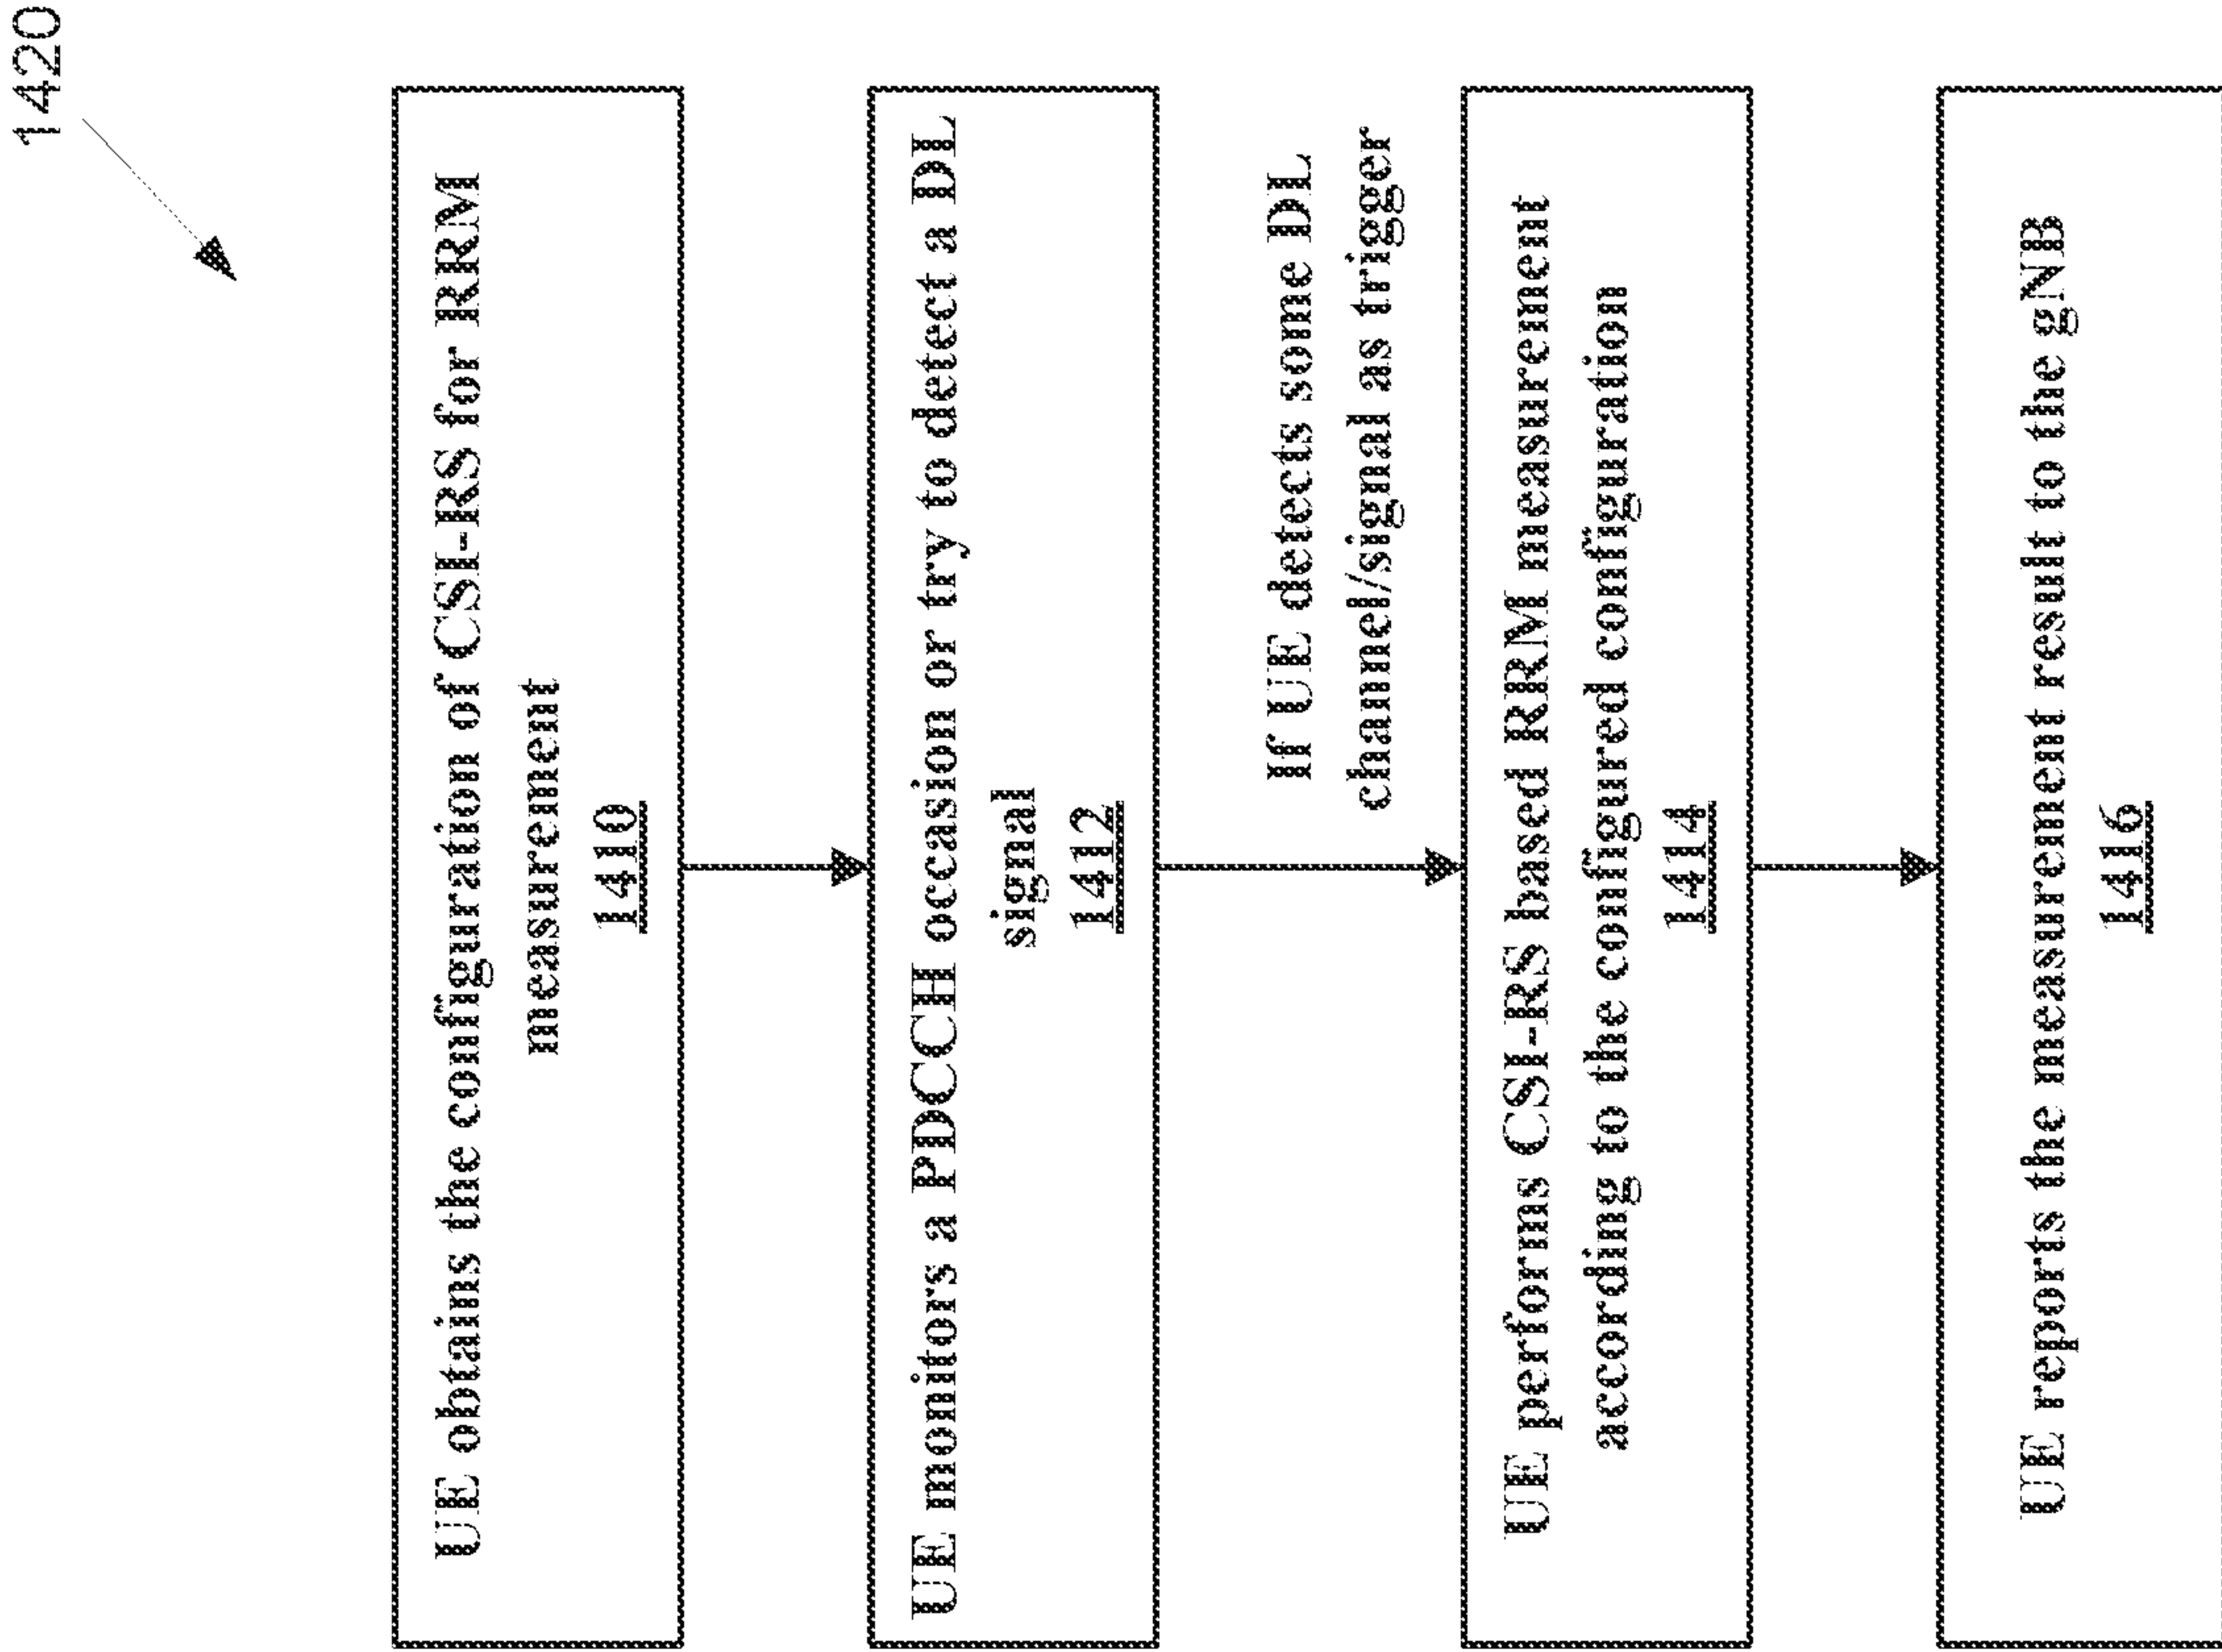 1420
UE obtains the configuration of CSI-RS for RRM
measurement
1410
UE monitors a PDCCH occasion or try to detect a DL
signal
1412
If UE detects some DL
channel/signal as trigger
UE performs CSI-RS based RRM measurement
according to the configured configuration
1414
UE reports the measurement result to the gNB
1416